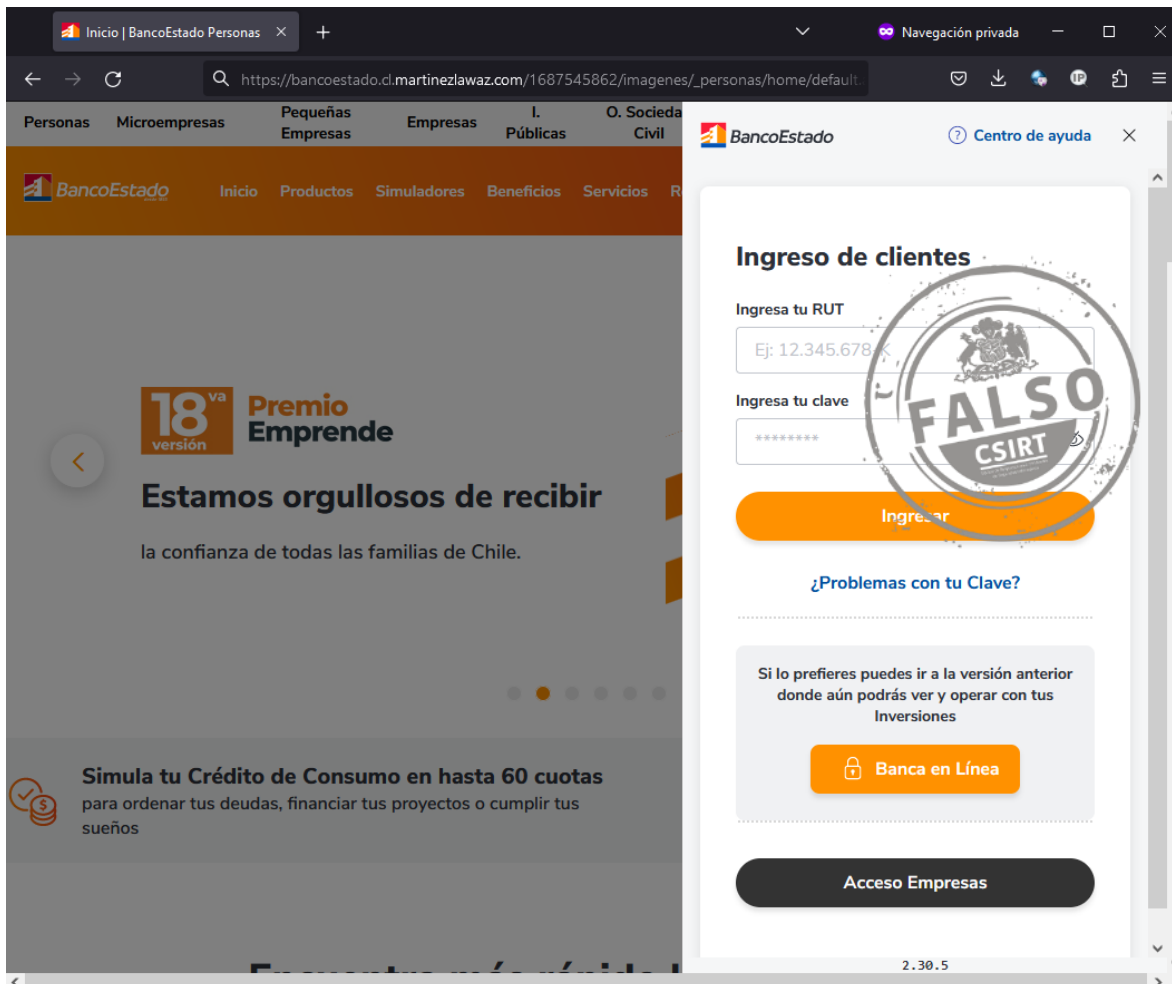 Inicio | BancoEstado Personas
Navegación privada
https://bancoestado.cl.martinezlawaz.com/1687545862/imagenes/_personas/home/default.
Personas Microempresas Pequeñas Empresas Empresas I. Públicas O. Socieda Civil
BancoEstado Inicio Productos Simuladores Beneficios Servicios R
18va versión
Premio
Emprende
Estamos orgullosos de recibir
la confianza de todas las familias de Chile.
Simula tu Crédito de Consumo en hasta 60 cuotas
para ordenar tus deudas, financiar tus proyectos o cumplir tus
sueños
BancoEstado Centro de ayuda
Ingreso de clientes
Ingresa tu RUT
Ej: 12.345.678-K
Ingresa tu clave
********
FALSO
CSIRT
Ingresar
¿Problemas con tu Clave?
Si lo prefieres puedes ir a la versión anterior
donde aún podrás ver y operar con tus
Inversiones
Banca en Línea
Acceso Empresas
2.30.5